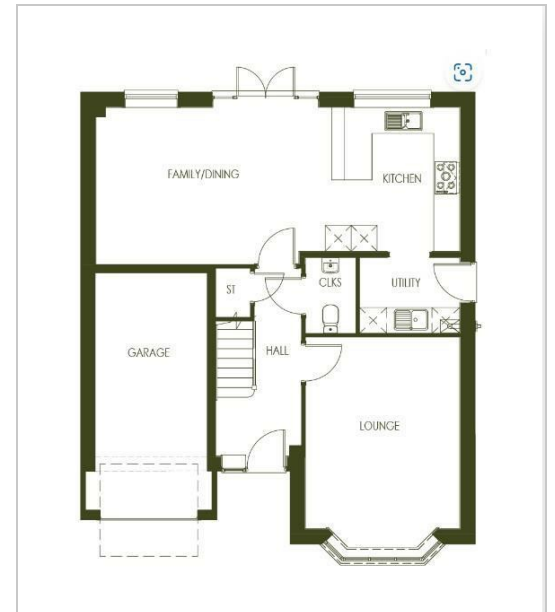 FAMILY/DINING
KITCHEN
ST
CLKS
UTILITY
GARAGE
HALL
LOUNGE